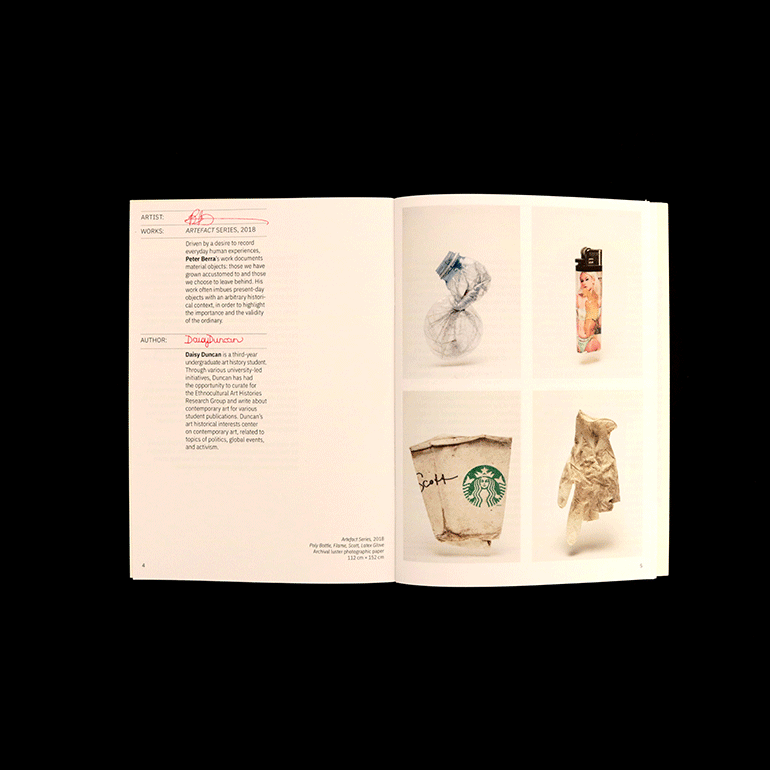 ARTIST:
WORKS: ARTEFACT SERIES, 2018
Driven by a desire to record
everyday human experiences,
Peter Berra's work documents
material objects: those we have
grown accustomed to and those
we choose to leave behind. His
work often imbues present-day
objects with an arbitrary histori-
cal context, in order to highlight
the importance and the validity
of the ordinary.
AUTHOR: Daisy Duncan
Daisy Duncan is a third-year
undergraduate art history student.
Through various university-led
initiatives, Duncan has had
the opportunity to curate for
the Ethnocultural Art Histories
Research Group and write about
contemporary art for various
student publications. Duncan's
art historical interests center
on contemporary art, related to
topics of politics, global events,
and activism.
Artefact Series, 2018
Poly Bottle, Flame, Scott, Latex Glove
Archival luster photographic paper
112 cm × 152 cm
4
Scott
5